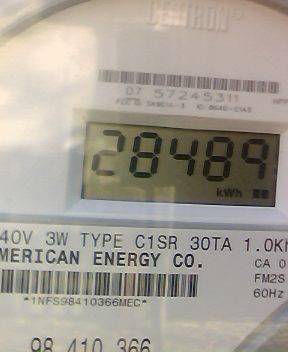 CENTRON®
07 57245311
28489
kWh
40V 3W TYPE C1SR 30TA 1.0K
MERICAN ENERGY CO.
CA 0
FM2S
60Hz
*1NFS98410366MEC*
98 410 366